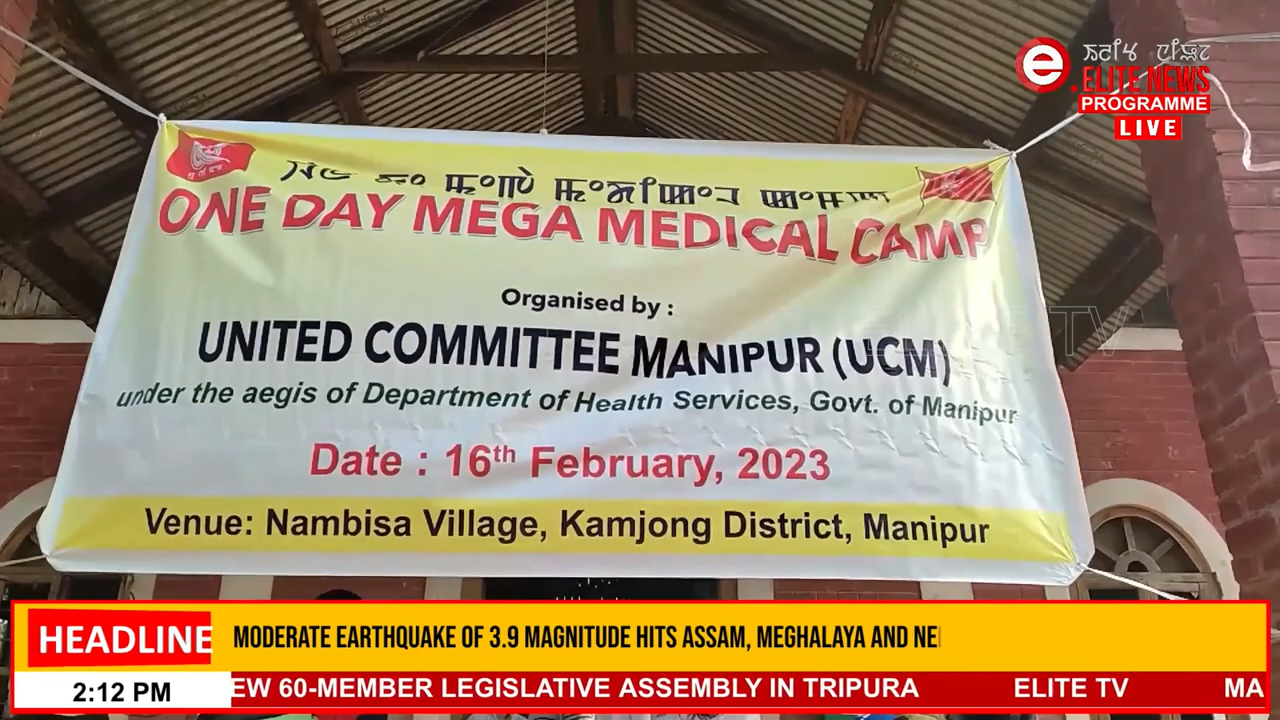 ꯑꯅꯤꯠ
ELITE NEWS
PROGRAMME
LIVE
ONE DAY MEGA MEDICAL CAMP
Organised by :
UNITED COMMITTEE MANIPUR (UCM)
under the aegis of Department of Health Services, Govt. of Manipur
Date : 16th February, 2023
Venue: Nambisa Village, Kamjong District, Manipur
HEADLINE
MODERATE EARTHQUAKE OF 3.9 MAGNITUDE HITS ASSAM, MEGHALAYA AND
2:12 PM
60-MEMBER LEGISLATIVE ASSEMBLY IN TRIPURA ELITE TV MA